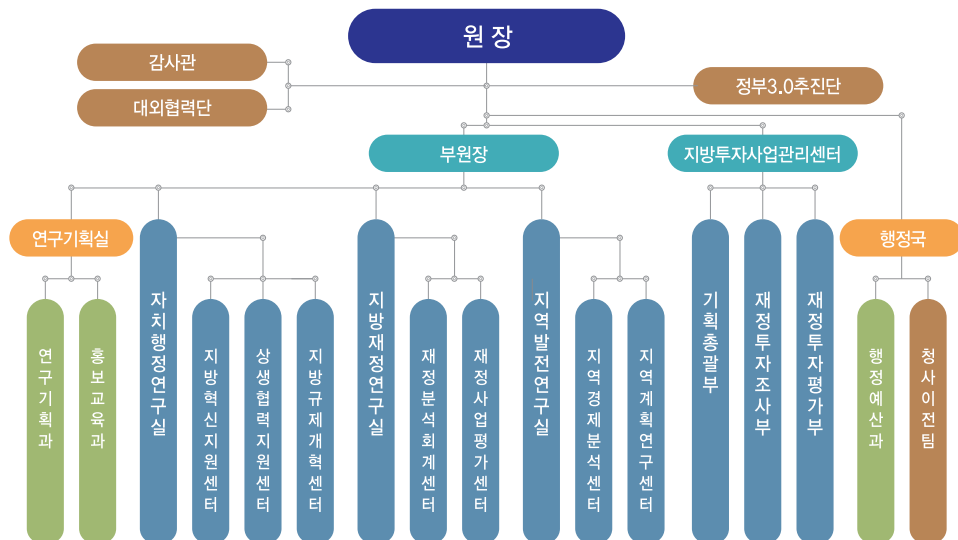 원 장
감사관
대외협력단
정부3.0추진단
부원장
지방투자사업관리센터
연구기획실
행정국
연구기획과
홍보교육과
자치행정연구실
지방혁신지원센터
상생협력지원센터
지방규제개혁센터
지방재정연구실
재정분석회계센터
재정사업평가센터
지역발전연구실
지역경제분석센터
지역계획연구센터
기획총괄부
재정투자조사부
재정투자평가부
행정예산과
청사이전팀